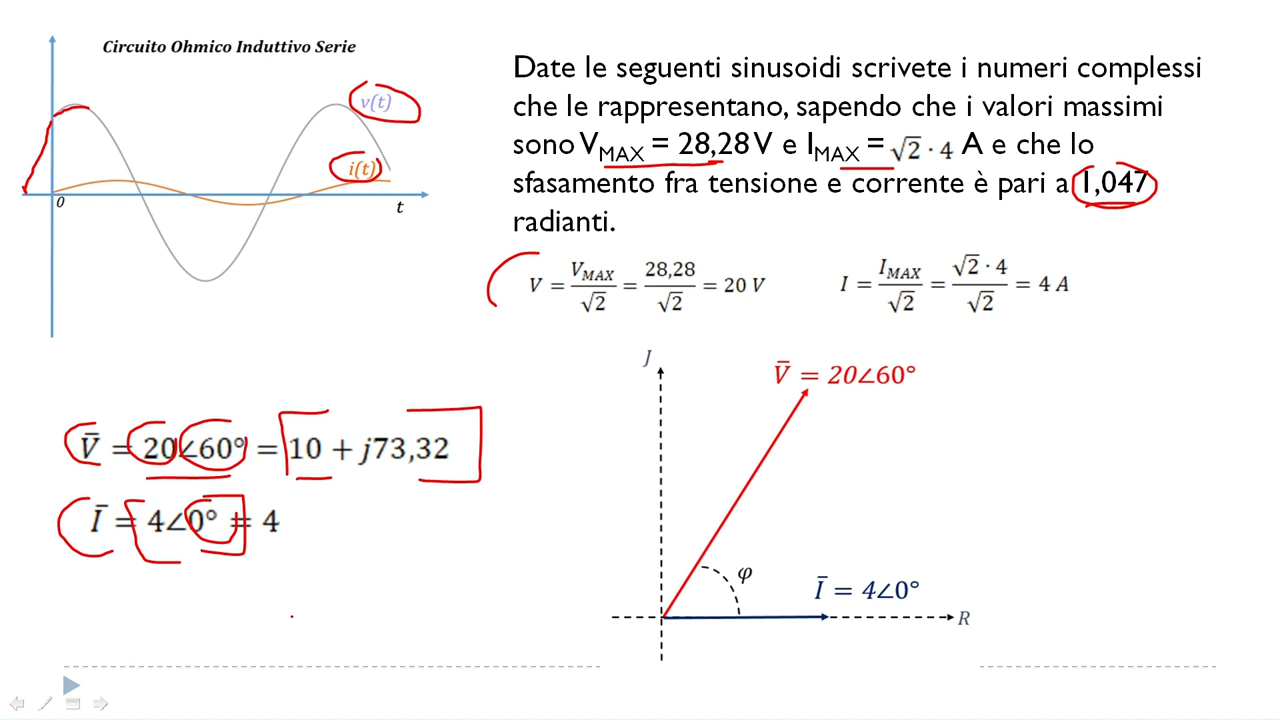 Circuito Ohmico Induttivo Serie
v(t)
i(t)
0
t
Date le seguenti sinusoidi scrivete i numeri complessi
che le rappresentano, sapendo che i valori massimi
sono V_MAX = 28,28 V e I_MAX = √2 · 4 A e che lo
sfasamento fra tensione e corrente è pari a 1,047
radianti.
V = V_MAX/√2 = 28,28/√2 = 20 V
I = I_MAX/√2 = √2 · 4/√2 = 4 A
V̄ = 20∠60° = 10 + j73,32
Ī = 4∠0° = 4
J
V̄ = 20∠60°
φ
Ī = 4∠0°
R